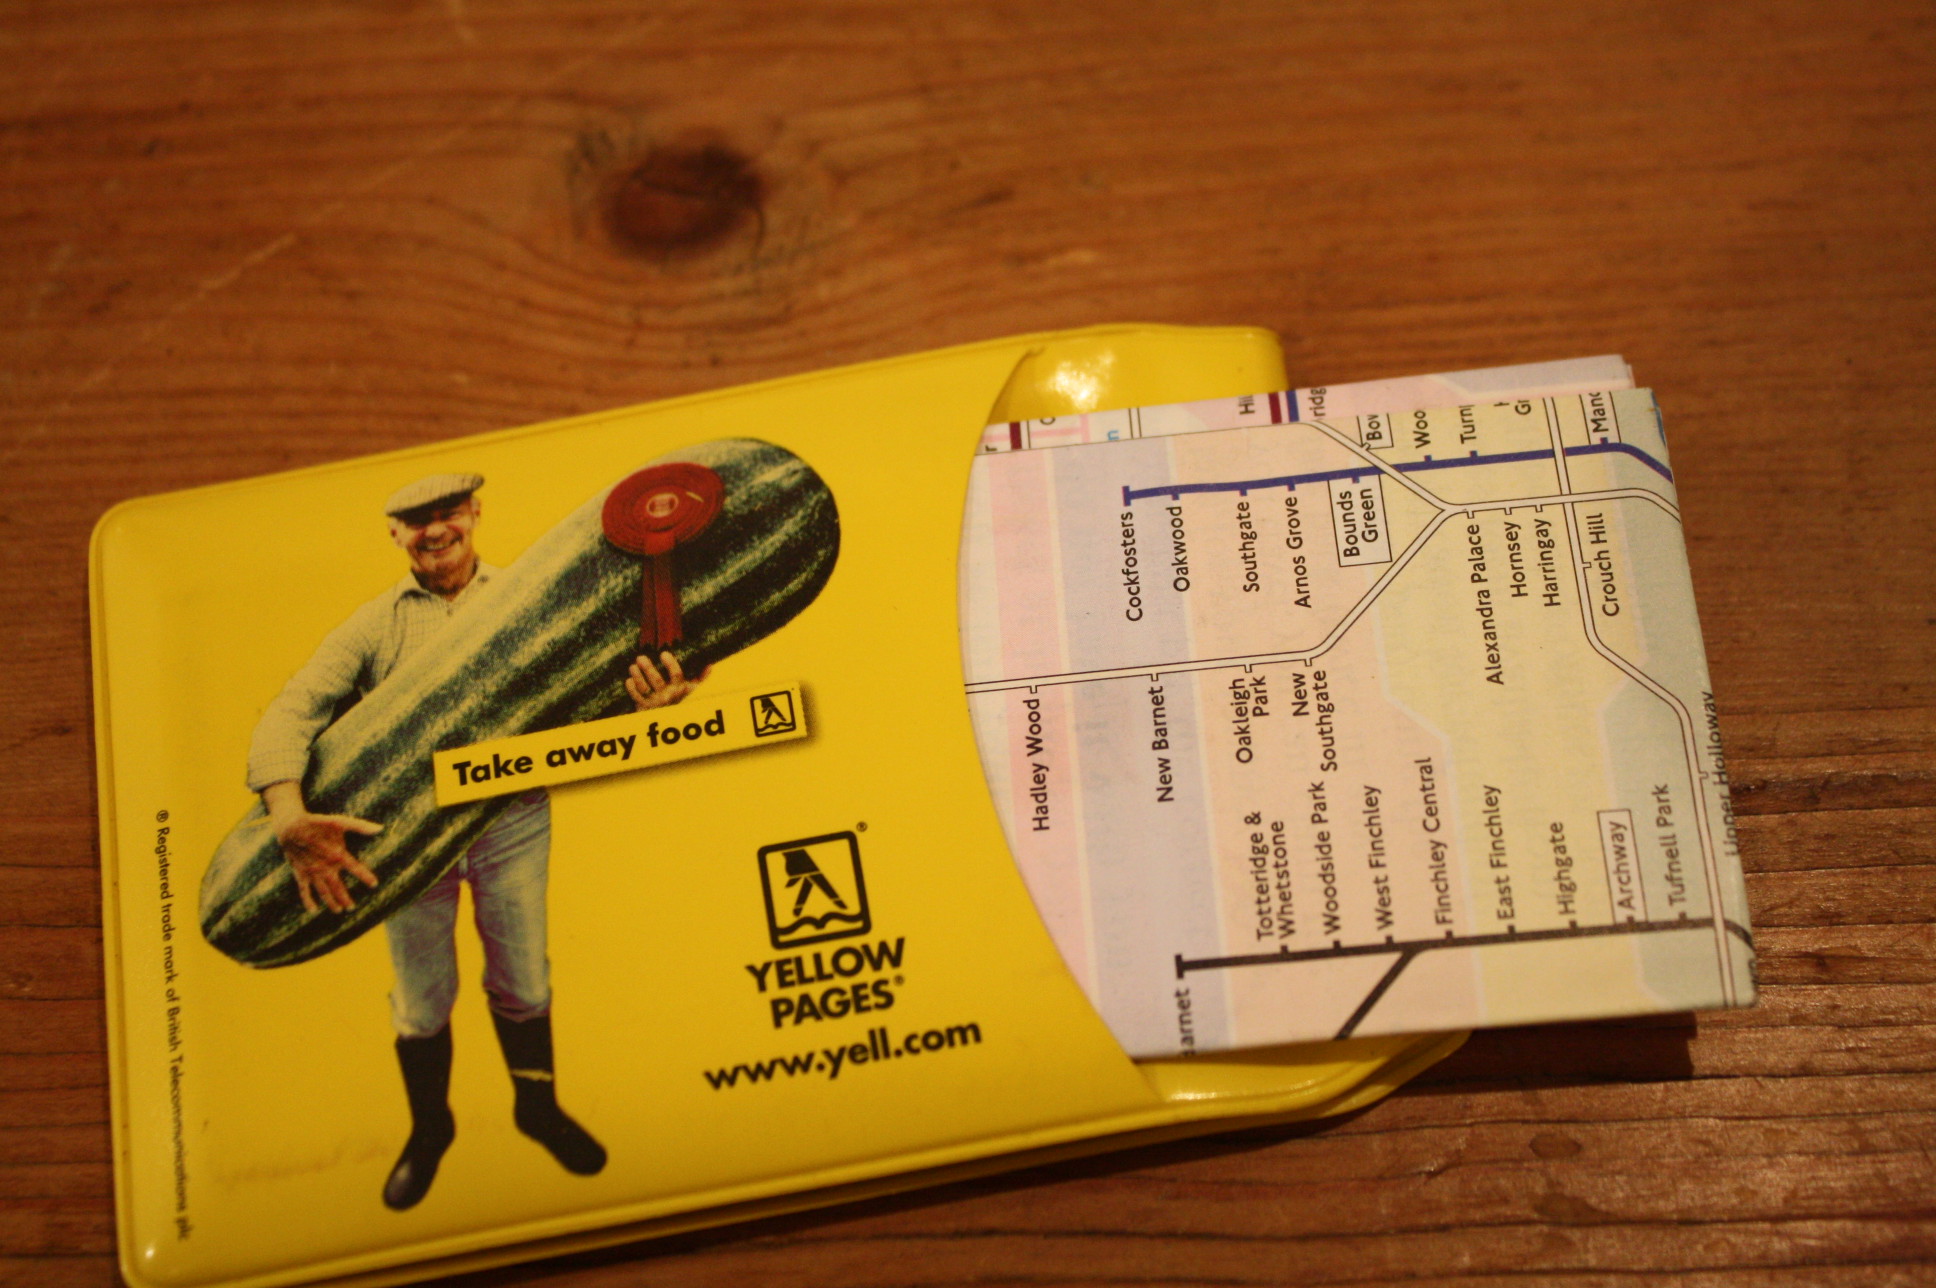 Take away food
®
YELLOW
PAGES®
www.yell.com
® Registered trade mark of British Telecommunications plc
Cockfosters
Oakwood
Southgate
Arnos Grove
Bounds
Green
Alexandra Palace
Hornsey
Harringay
Crouch Hill
Hadley Wood
New Barnet
Oakleigh
Park
New
Southgate
Totteridge &
Whetstone
Woodside Park
West Finchley
Finchley Central
East Finchley
Highgate
Archway
Tufnell Park
Upper Holloway